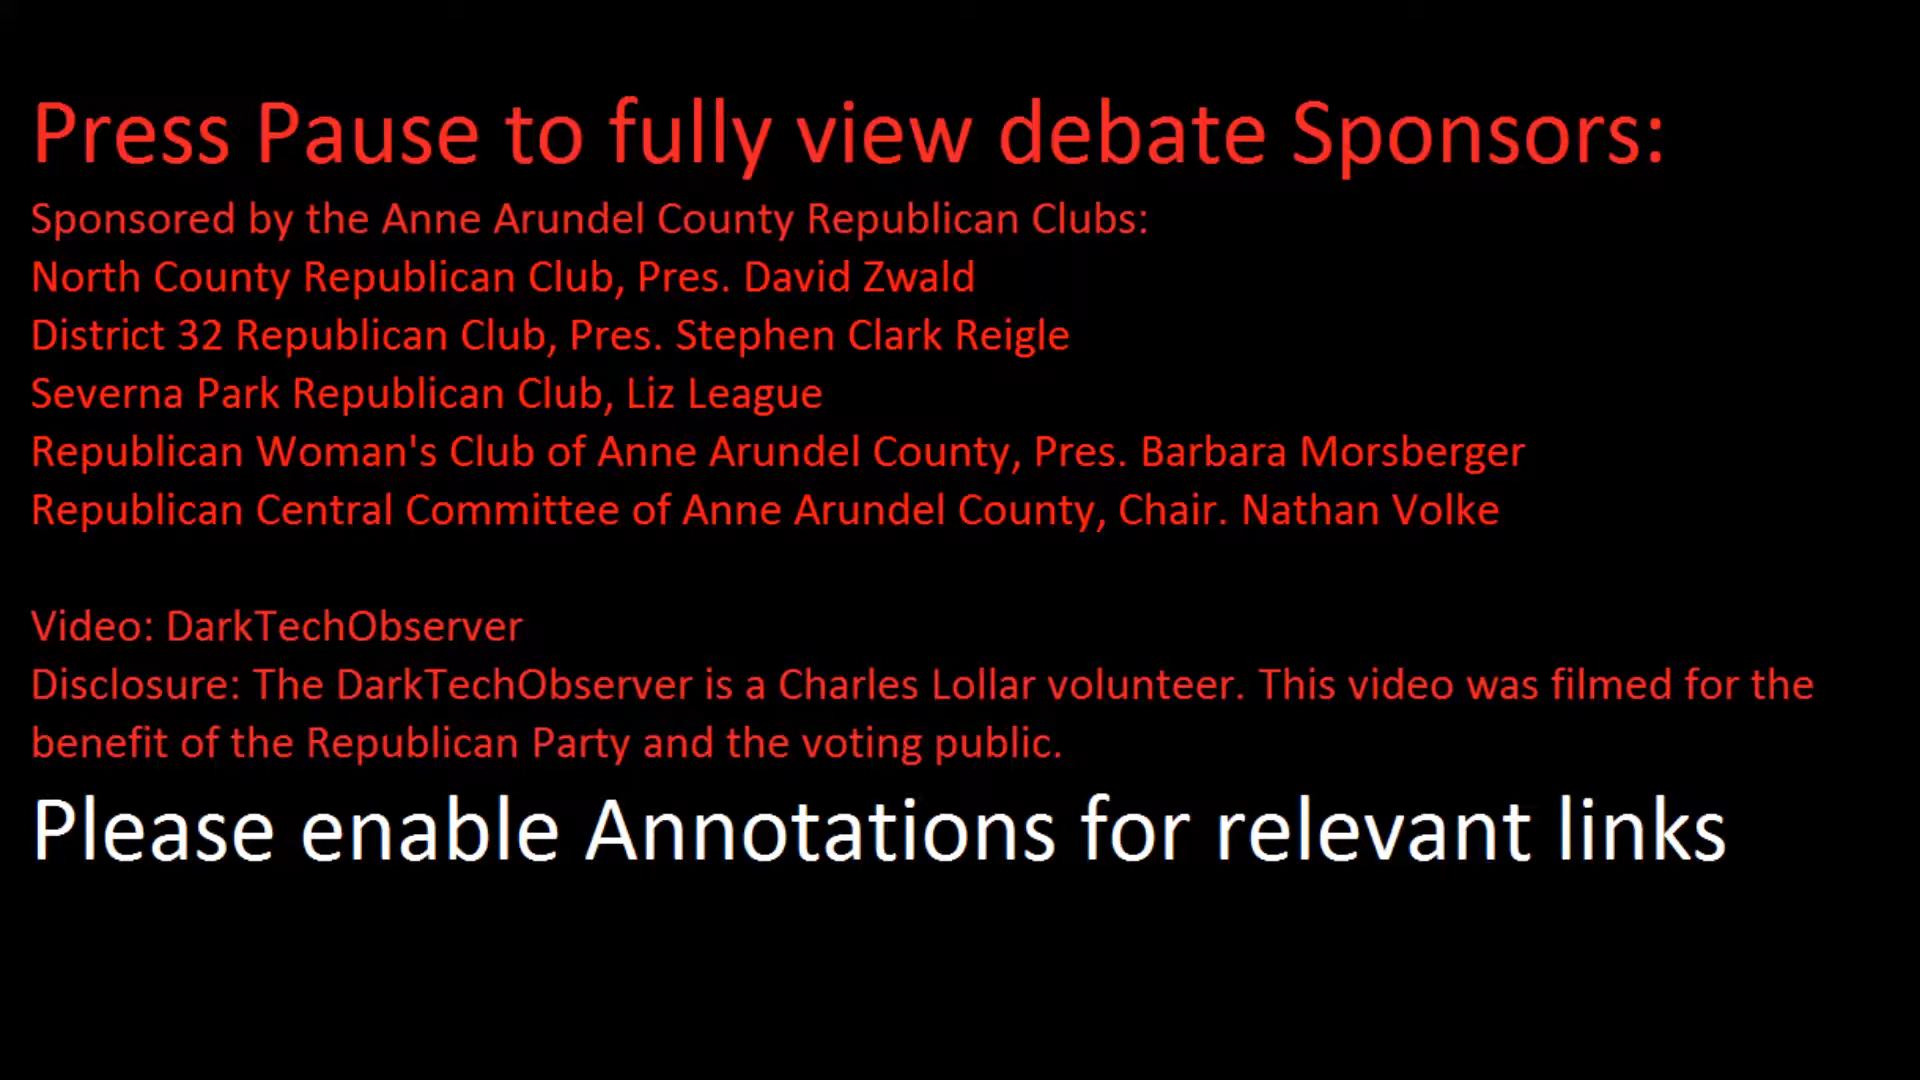 Press Pause to fully view debate Sponsors:
Sponsored by the Anne Arundel County Republican Clubs:
North County Republican Club, Pres. David Zwald
District 32 Republican Club, Pres. Stephen Clark Reigle
Severna Park Republican Club, Liz League
Republican Woman's Club of Anne Arundel County, Pres. Barbara Morsberger
Republican Central Committee of Anne Arundel County, Chair. Nathan Volke
Video: DarkTechObserver
Disclosure: The DarkTechObserver is a Charles Lollar volunteer. This video was filmed for the
benefit of the Republican Party and the voting public.
Please enable Annotations for relevant links